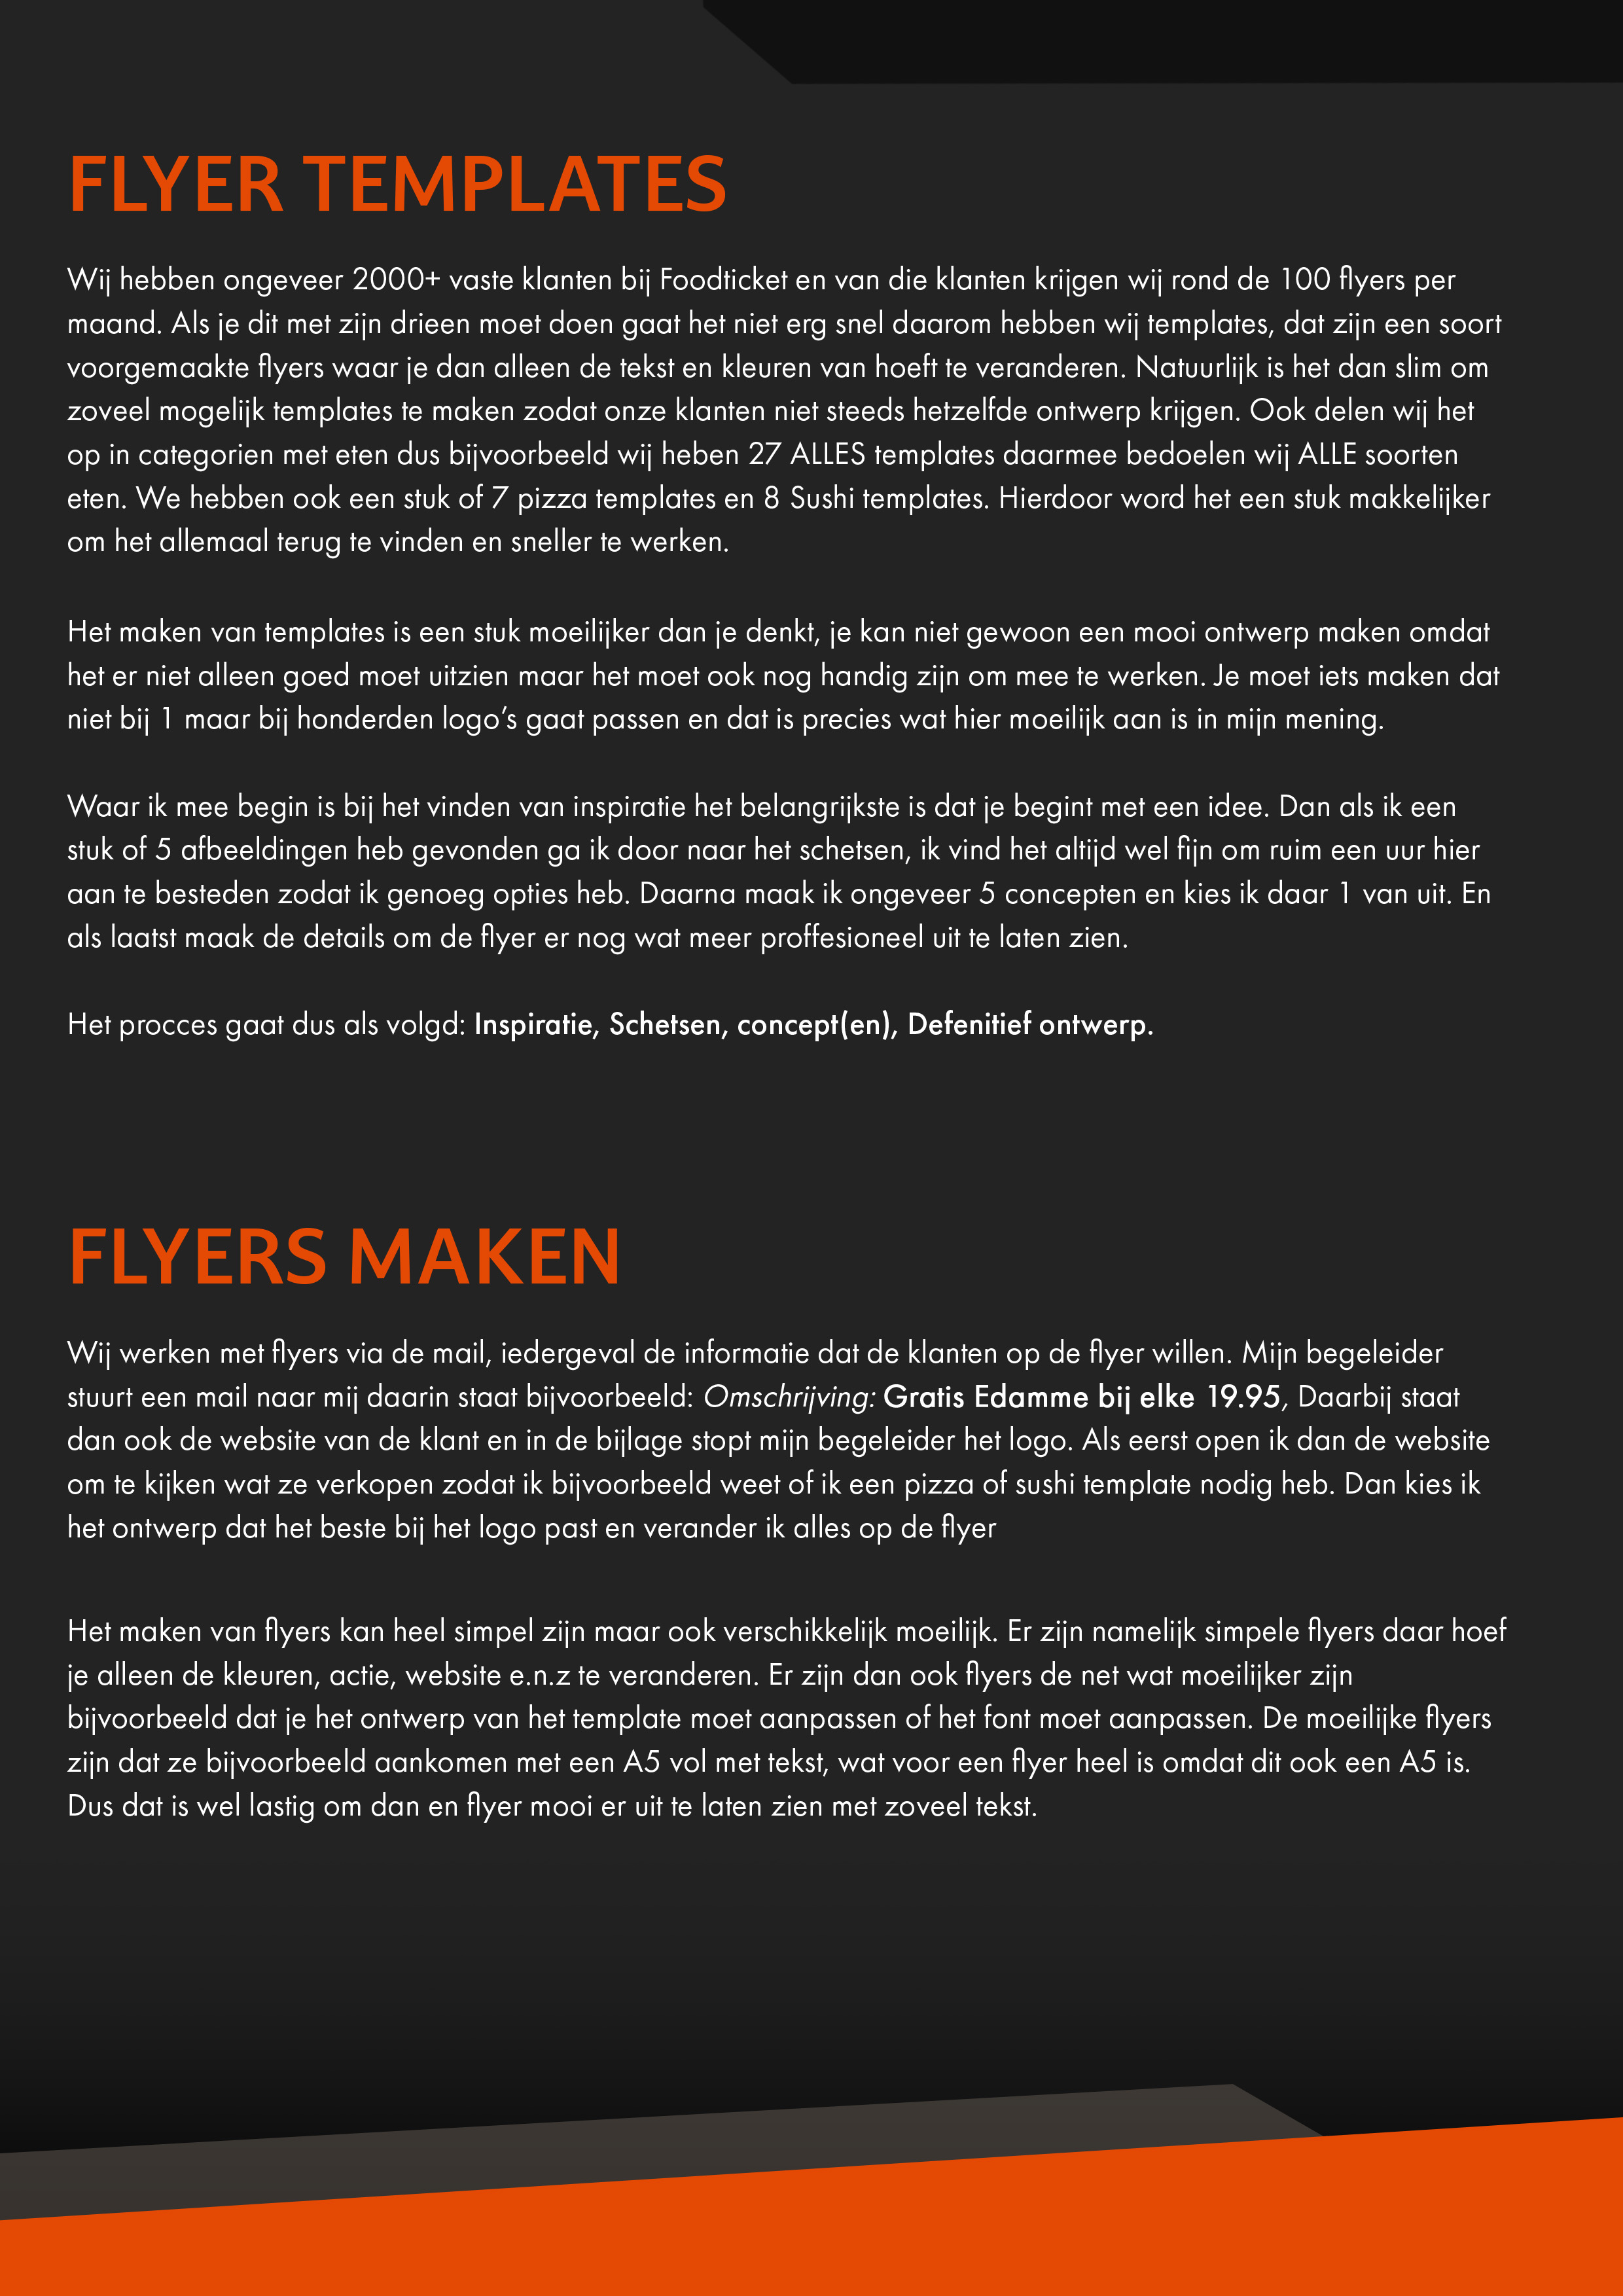 FLYER TEMPLATES
Wij hebben ongeveer 2000+ vaste klanten bij Foodticket en van die klanten krijgen wij rond de 100 flyers per
maand. Als je dit met zijn drieen moet doen gaat het niet erg snel daarom hebben wij templates, dat zijn een soort
voorgemaakte flyers waar je dan alleen de tekst en kleuren van hoeft te veranderen. Natuurlijk is het dan slim om
zoveel mogelijk templates te maken zodat onze klanten niet steeds hetzelfde ontwerp krijgen. Ook delen wij het
op in categorien met eten dus bijvoorbeeld wij heben 27 ALLES templates daarmee bedoelen wij ALLE soorten
eten. We hebben ook een stuk of 7 pizza templates en 8 Sushi templates. Hierdoor word het een stuk makkelijker
om het allemaal terug te vinden en sneller te werken.
Het maken van templates is een stuk moeilijker dan je denkt, je kan niet gewoon een mooi ontwerp maken omdat
het er niet alleen goed moet uitzien maar het moet ook nog handig zijn om mee te werken. Je moet iets maken dat
niet bij 1 maar bij honderden logo's gaat passen en dat is precies wat hier moeilijk aan is in mijn mening.
Waar ik mee begin is bij het vinden van inspiratie het belangrijkste is dat je begint met een idee. Dan als ik een
stuk of 5 afbeeldingen heb gevonden ga ik door naar het schetsen, ik vind het altijd wel fijn om ruim een uur hier
aan te besteden zodat ik genoeg opties heb. Daarna maak ik ongeveer 5 concepten en kies ik daar 1 van uit. En
als laatst maak de details om de flyer er nog wat meer proffesioneel uit te laten zien.
Het procces gaat dus als volgd: Inspiratie, Schetsen, concept(en), Defenitief ontwerp.
FLYERS MAKEN
Wij werken met flyers via de mail, iedergeval de informatie dat de klanten op de flyer willen. Mijn begeleider
stuurt een mail naar mij daarin staat bijvoorbeeld: Omschrijving: Gratis Edamme bij elke 19.95, Daarbij staat
dan ook de website van de klant en in de bijlage stopt mijn begeleider het logo. Als eerst open ik dan de website
om te kijken wat ze verkopen zodat ik bijvoorbeeld weet of ik een pizza of sushi template nodig heb. Dan kies ik
het ontwerp dat het beste bij het logo past en verander ik alles op de flyer
Het maken van flyers kan heel simpel zijn maar ook verschikkelijk moeilijk. Er zijn namelijk simpele flyers daar hoef
je alleen de kleuren, actie, website e.n.z te veranderen. Er zijn dan ook flyers de net wat moeilijker zijn
bijvoorbeeld dat je het ontwerp van het template moet aanpassen of het font moet aanpassen. De moeilijke flyers
zijn dat ze bijvoorbeeld aankomen met een A5 vol met tekst, wat voor een flyer heel is omdat dit ook een A5 is.
Dus dat is wel lastig om dan en flyer mooi er uit te laten zien met zoveel tekst.